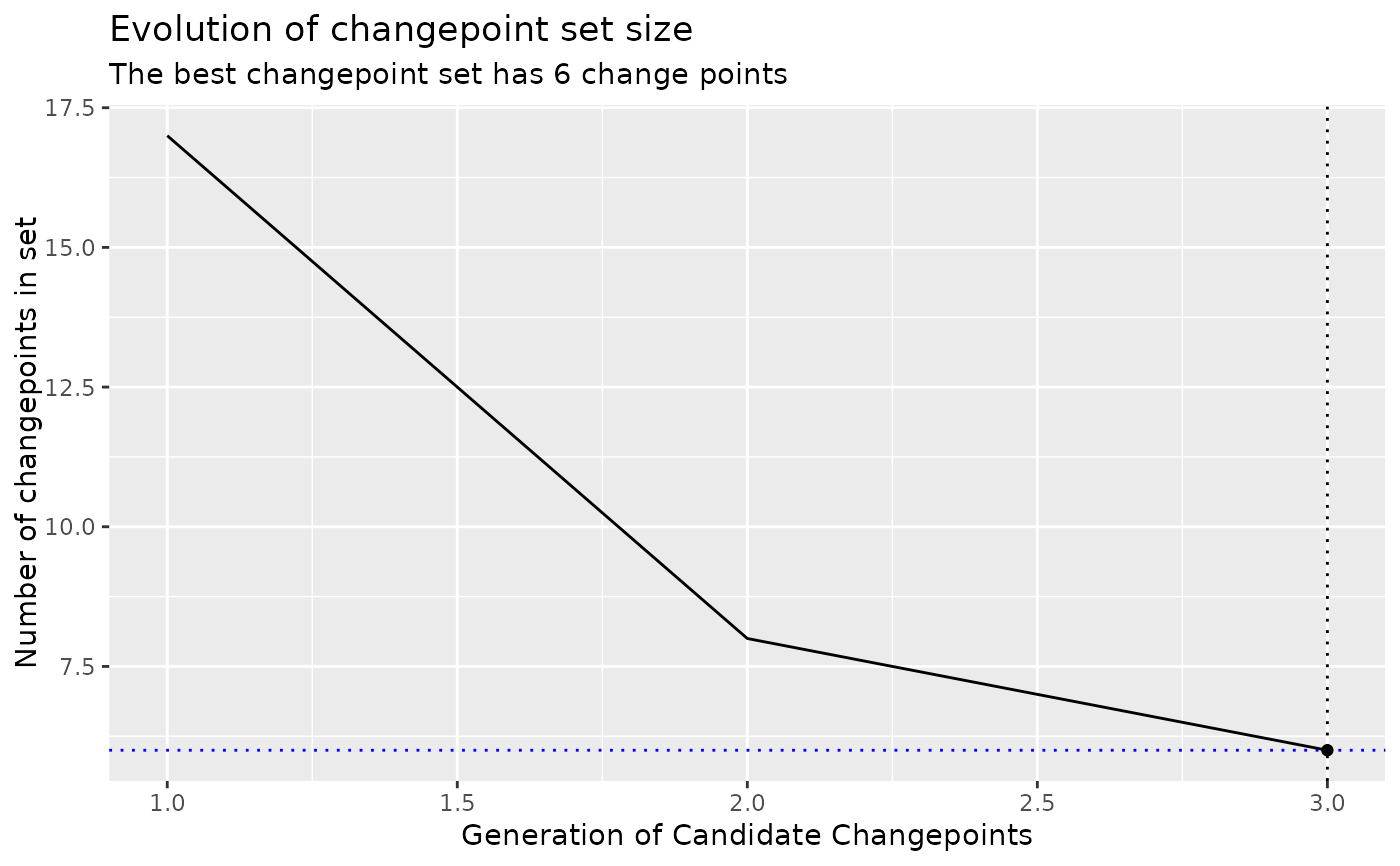 Evolution of changepoint set size
The best changepoint set has 6 change points
Number of changepoints in set
17.5
15.0
12.5
10.0
7.5
1.0 1.5 2.0 2.5 3.0
Generation of Candidate Changepoints